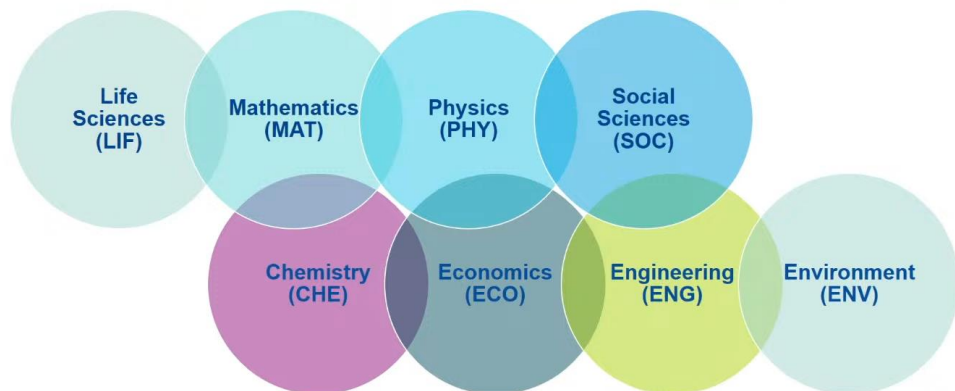 Life
Sciences
(LIF)
Mathematics
(MAT)
Physics
(PHY)
Social
Sciences
(SOC)
Chemistry
(CHE)
Economics
(ECO)
Engineering
(ENG)
Environment
(ENV)